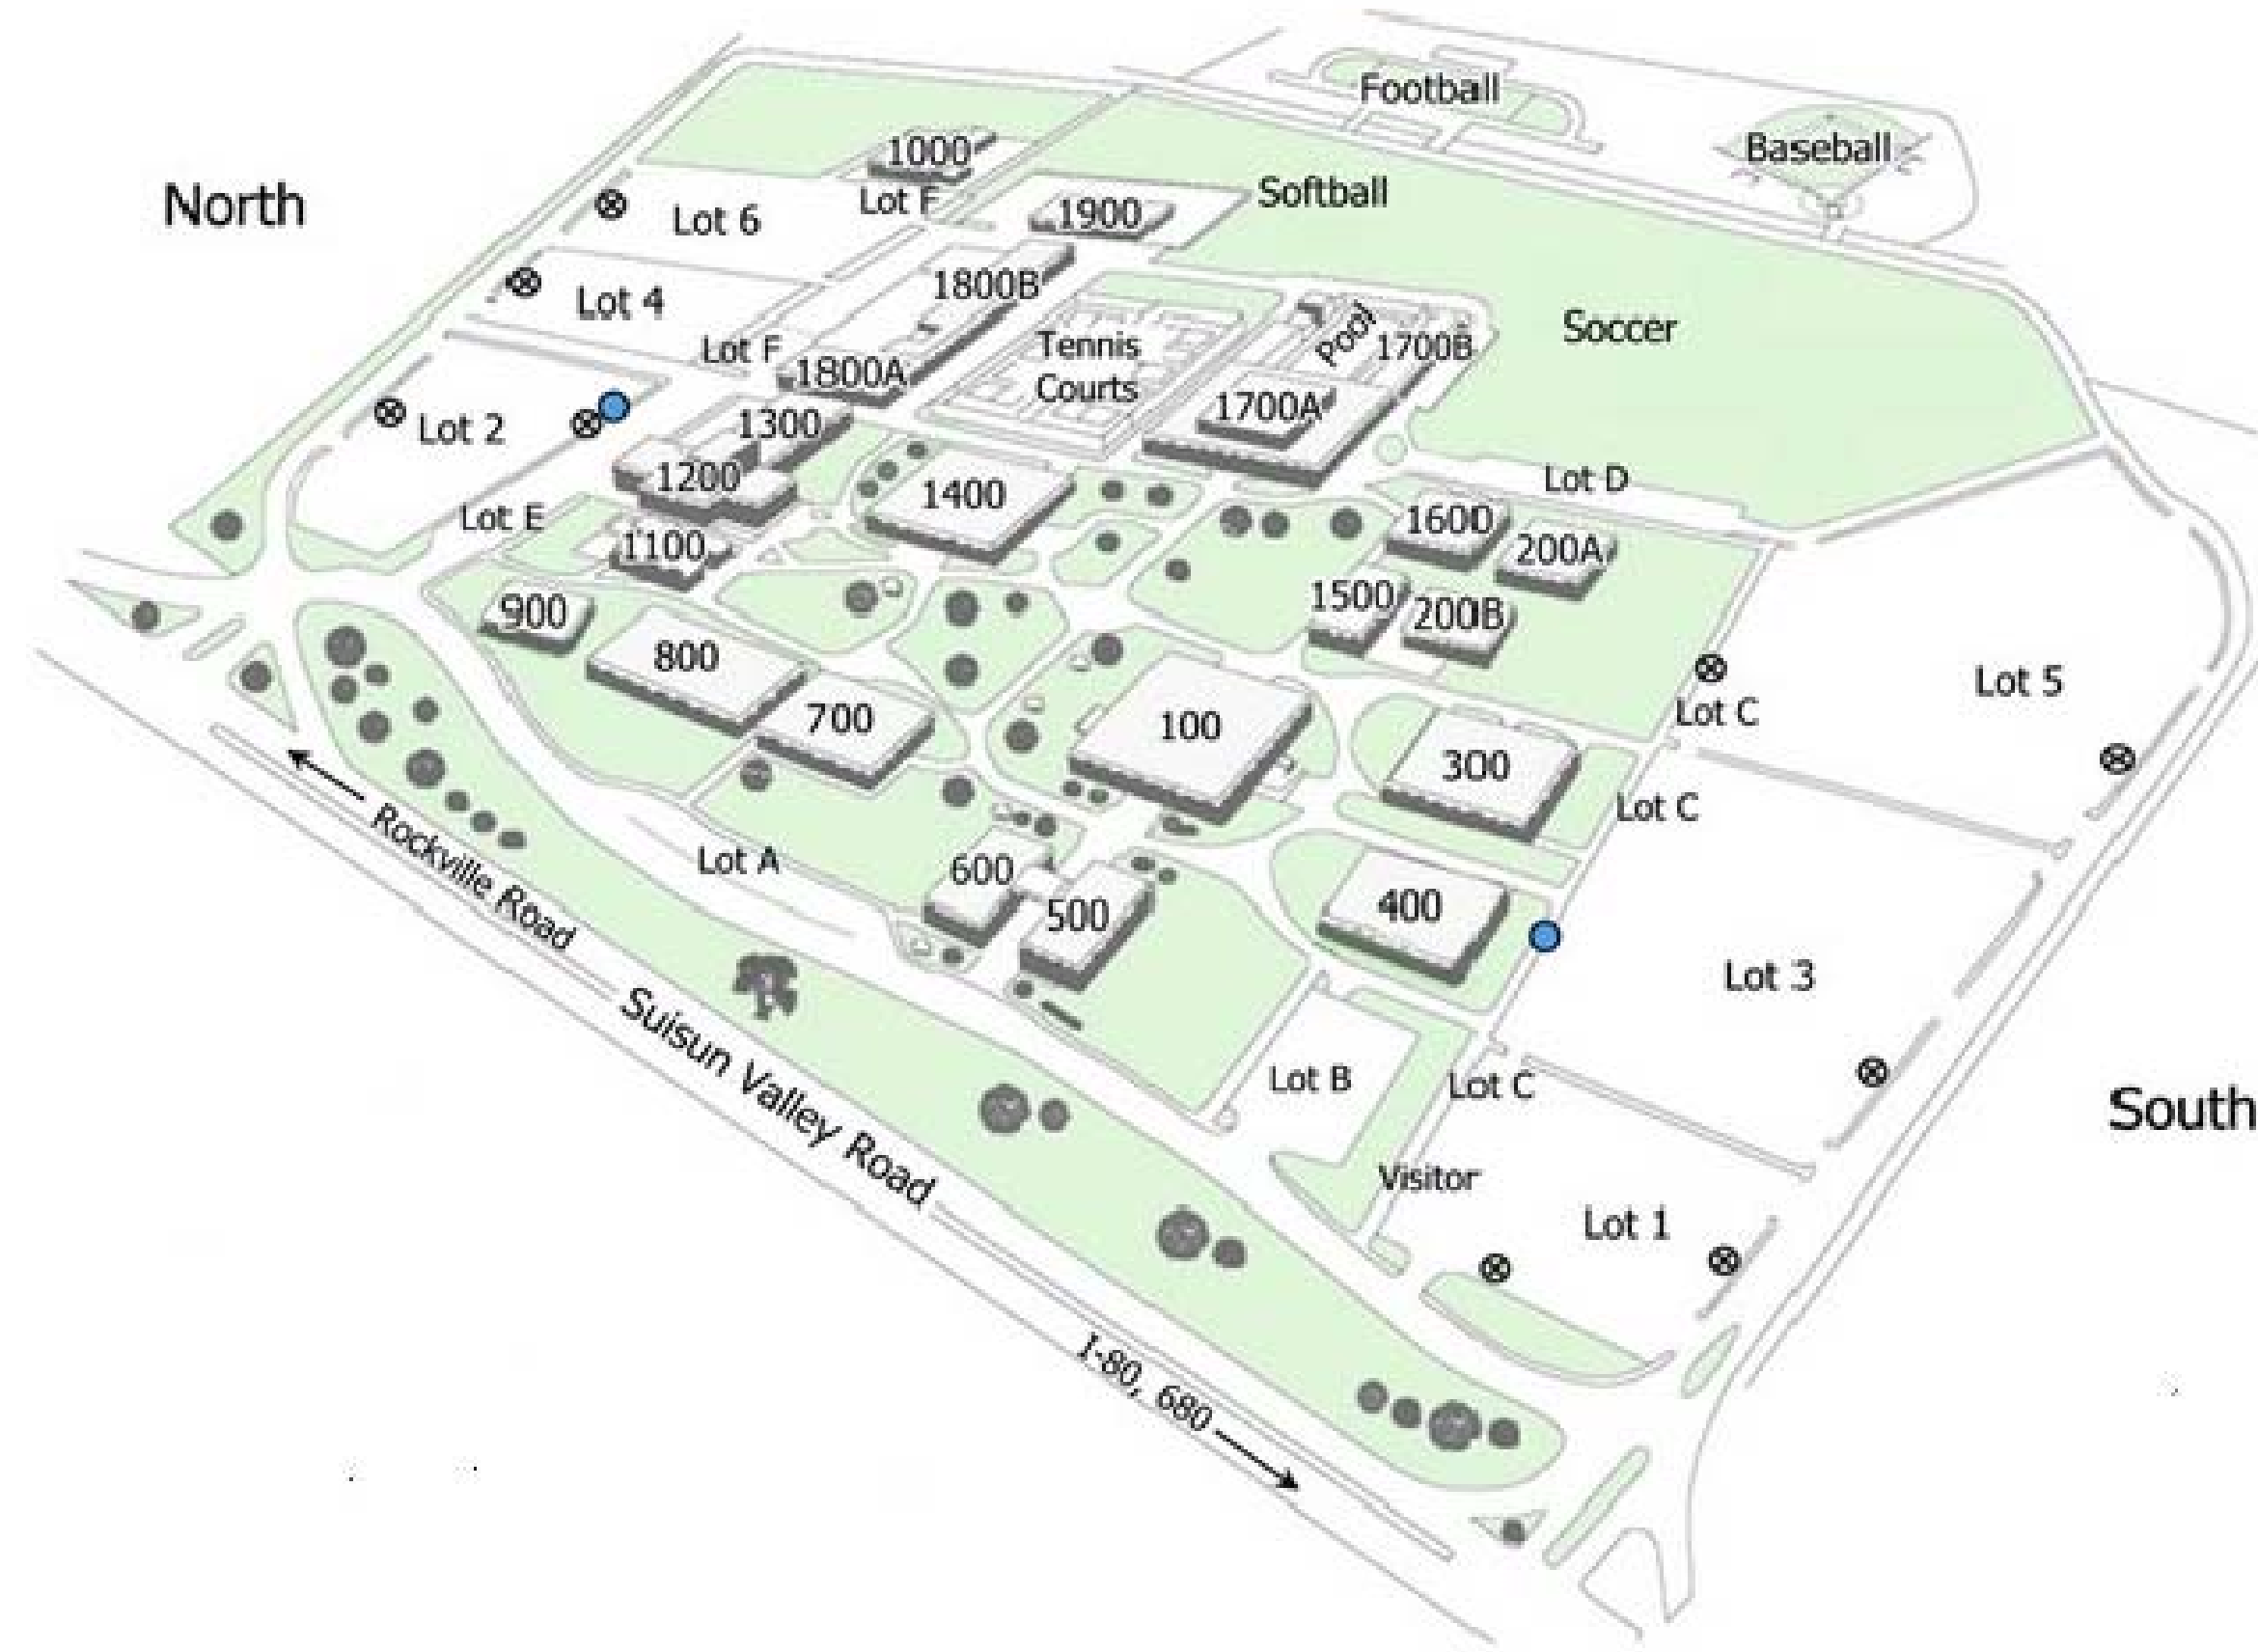 Football
Baseball
North
1000
Lot F
Lot 6
1900
Softball
1800B
Lot 4
Soccer
Lot F
Tennis
Courts
Pool
1700B
1800A
1700A
Lot 2
1300
1200
1400
Lot D
Lot E
1600
200A
1100
1500
200B
900
800
700
100
Lot 5
Lot C
300
Lot C
Rockville Road
Lot A
600
500
400
Lot 3
Suisun Valley Road
Lot B
Lot C
South
Visitor
Lot 1
I-80, 680